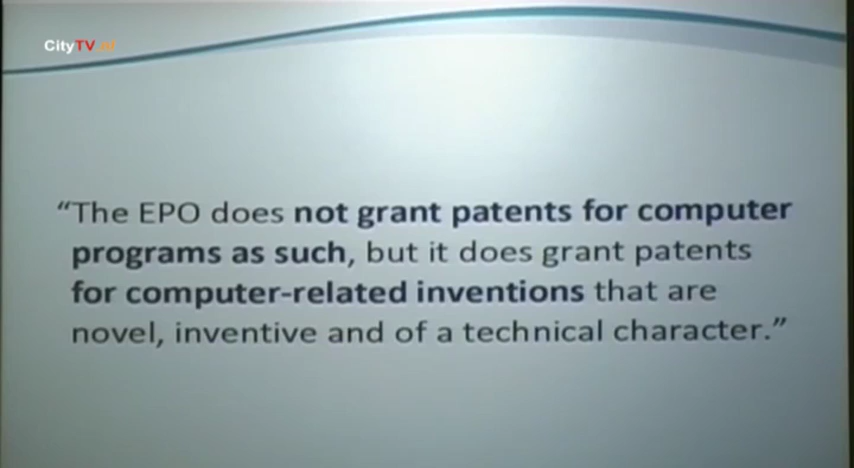 CityTV.nl
“The EPO does not grant patents for computer
programs as such, but it does grant patents
for computer-related inventions that are
novel, inventive and of a technical character.”